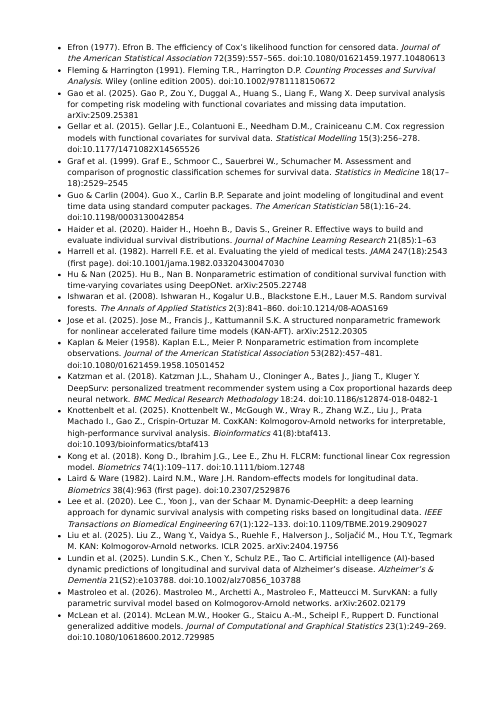 • Efron (1977). Efron B. The efficiency of Cox's likelihood function for censored data. Journal of
the American Statistical Association 72(359):557–565. doi:10.1080/01621459.1977.10480613
• Fleming & Harrington (1991). Fleming T.R., Harrington D.P. Counting Processes and Survival
Analysis. Wiley (online edition 2005). doi:10.1002/9781118150672
• Gao et al. (2025). Gao P., Zou Y., Duggal A., Huang S., Liang F., Wang X. Deep survival analysis
for competing risk modeling with functional covariates and missing data imputation.
arXiv:2509.25381
• Gellar et al. (2015). Gellar J.E., Colantuoni E., Needham D.M., Crainiceanu C.M. Cox regression
models with functional covariates for survival data. Statistical Modelling 15(3):256–278.
doi:10.1177/1471082X14565526
• Graf et al. (1999). Graf E., Schmoor C., Sauerbrei W., Schumacher M. Assessment and
comparison of prognostic classification schemes for survival data. Statistics in Medicine 18(17–
18):2529–2545
• Guo & Carlin (2004). Guo X., Carlin B.P. Separate and joint modeling of longitudinal and event
time data using standard computer packages. The American Statistician 58(1):16–24.
doi:10.1198/0003130042854
• Haider et al. (2020). Haider H., Hoehn B., Davis S., Greiner R. Effective ways to build and
evaluate individual survival distributions. Journal of Machine Learning Research 21(85):1–63
• Harrell et al. (1982). Harrell F.E. et al. Evaluating the yield of medical tests. JAMA 247(18):2543
(first page). doi:10.1001/jama.1982.03320430047030
• Hu & Nan (2025). Hu B., Nan B. Nonparametric estimation of conditional survival function with
time-varying covariates using DeepONet. arXiv:2505.22748
• Ishwaran et al. (2008). Ishwaran H., Kogalur U.B., Blackstone E.H., Lauer M.S. Random survival
forests. The Annals of Applied Statistics 2(3):841–860. doi:10.1214/08-AOAS169
• Jose et al. (2025). Jose M., Francis J., Kattumannil S.K. A structured nonparametric framework
for nonlinear accelerated failure time models (KAN-AFT). arXiv:2512.20305
• Kaplan & Meier (1958). Kaplan E.L., Meier P. Nonparametric estimation from incomplete
observations. Journal of the American Statistical Association 53(282):457–481.
doi:10.1080/01621459.1958.10501452
• Katzman et al. (2018). Katzman J.L., Shaham U., Cloninger A., Bates J., Jiang T., Kluger Y.
DeepSurv: personalized treatment recommender system using a Cox proportional hazards deep
neural network. BMC Medical Research Methodology 18:24. doi:10.1186/s12874-018-0482-1
• Knottenbelt et al. (2025). Knottenbelt W., McGough W., Wray R., Zhang W.Z., Liu J., Prata
Machado I., Gao Z., Crispin-Ortuzar M. CoxKAN: Kolmogorov-Arnold networks for interpretable,
high-performance survival analysis. Bioinformatics 41(8):btaf413.
doi:10.1093/bioinformatics/btaf413
• Kong et al. (2018). Kong D., Ibrahim J.G., Lee E., Zhu H. FLCRM: functional linear Cox regression
model. Biometrics 74(1):109–117. doi:10.1111/biom.12748
• Laird & Ware (1982). Laird N.M., Ware J.H. Random-effects models for longitudinal data.
Biometrics 38(4):963 (first page). doi:10.2307/2529876
• Lee et al. (2020). Lee C., Yoon J., van der Schaar M. Dynamic-DeepHit: a deep learning
approach for dynamic survival analysis with competing risks based on longitudinal data. IEEE
Transactions on Biomedical Engineering 67(1):122–133. doi:10.1109/TBME.2019.2909027
• Liu et al. (2025). Liu Z., Wang Y., Vaidya S., Ruehle F., Halverson J., Soljačić M., Hou T.Y., Tegmark
M. KAN: Kolmogorov-Arnold networks. ICLR 2025. arXiv:2404.19756
• Lundin et al. (2025). Lundin S.K., Chen Y., Schulz P.E., Tao C. Artificial intelligence (AI)-based
dynamic predictions of longitudinal and survival data of Alzheimer's disease. Alzheimer's &
Dementia 21(S2):e103788. doi:10.1002/alz70856_103788
• Mastroleo et al. (2026). Mastroleo M., Archetti A., Mastroleo F., Matteucci M. SurvKAN: a fully
parametric survival model based on Kolmogorov-Arnold networks. arXiv:2602.02179
• McLean et al. (2014). McLean M.W., Hooker G., Staicu A.-M., Scheipl F., Ruppert D. Functional
generalized additive models. Journal of Computational and Graphical Statistics 23(1):249–269.
doi:10.1080/10618600.2012.729985